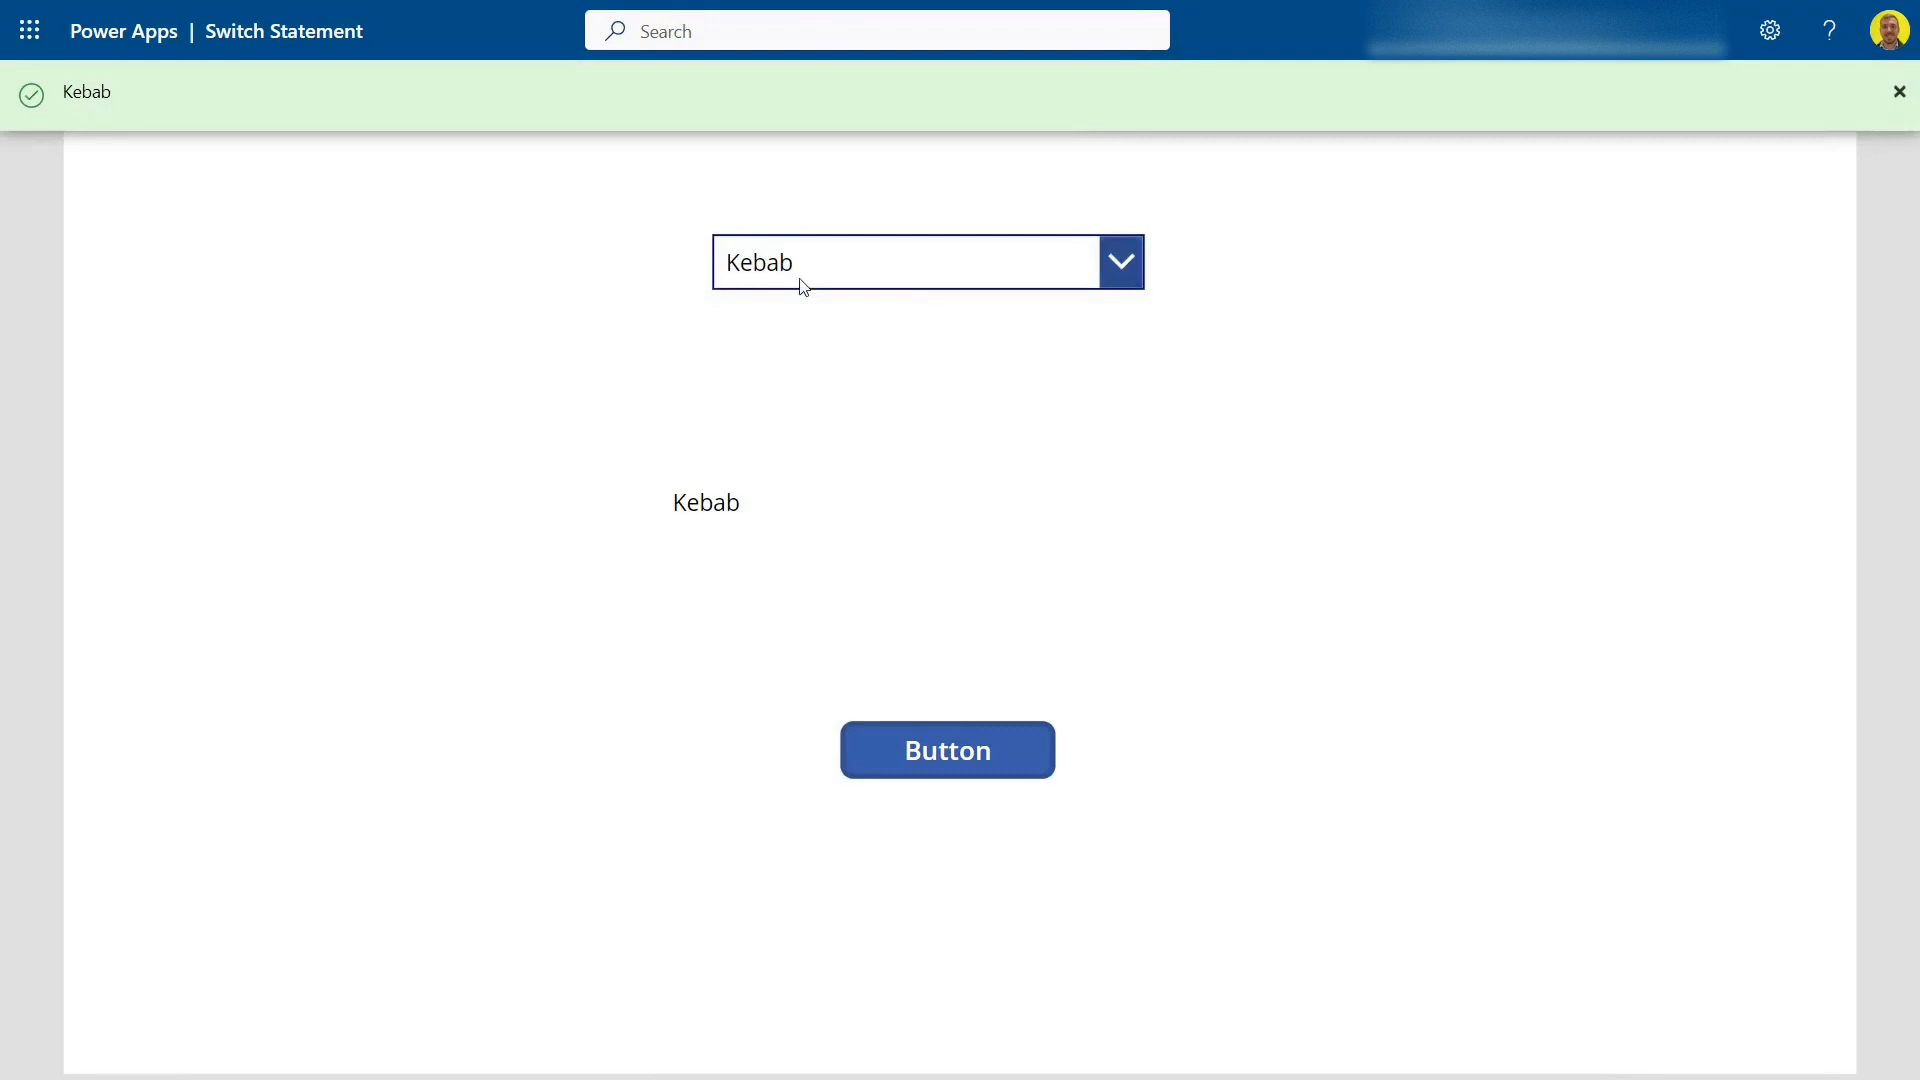 Power Apps | Switch Statement
Search
Kebab
Kebab
Kebab
Button